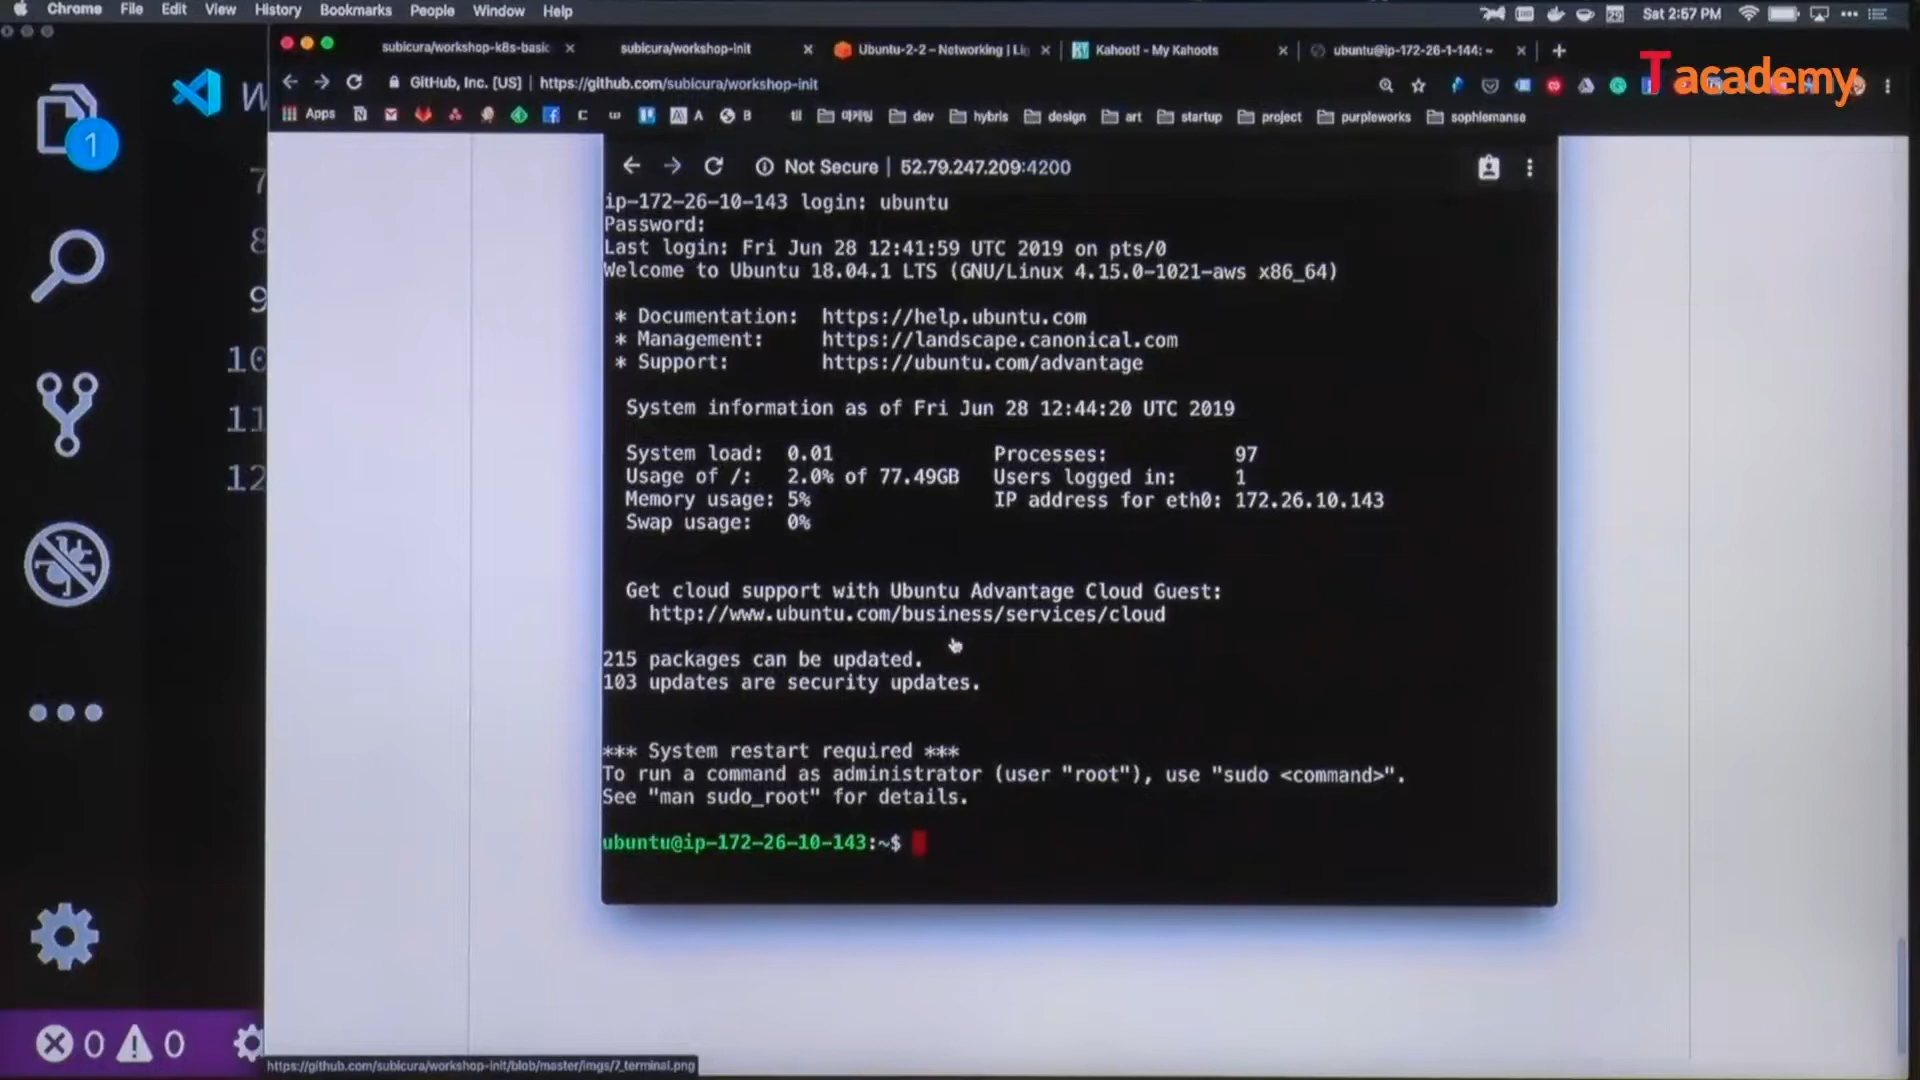 Chrome File Edit View History Bookmarks People Window Help
Sat 2:57 PM
subicura/workshop-k8s-basic
subicura/workshop-init
Ubuntu-2-2 – Networking | Lig
Kahoot! - My Kahoots
ubuntu@ip-172-26-1-144: ~
Tacademy
GitHub, Inc. [US] | https://github.com/subicura/workshop-init
Apps
A
B
til
마케팅
dev
hybris
design
art
startup
project
purpleworks
sophiemanse
1
7
8
9
10
11
12
Not Secure | 52.79.247.209:4200
ip-172-26-10-143 login: ubuntu
Password:
Last login: Fri Jun 28 12:41:59 UTC 2019 on pts/0
Welcome to Ubuntu 18.04.1 LTS (GNU/Linux 4.15.0-1021-aws x86_64)
* Documentation: https://help.ubuntu.com
* Management: https://landscape.canonical.com
* Support: https://ubuntu.com/advantage
System information as of Fri Jun 28 12:44:20 UTC 2019
System load: 0.01 Processes: 97
Usage of /: 2.0% of 77.49GB Users logged in: 1
Memory usage: 5% IP address for eth0: 172.26.10.143
Swap usage: 0%
Get cloud support with Ubuntu Advantage Cloud Guest:
http://www.ubuntu.com/business/services/cloud
215 packages can be updated.
103 updates are security updates.
*** System restart required ***
To run a command as administrator (user "root"), use "sudo <command>".
See "man sudo_root" for details.
ubuntu@ip-172-26-10-143:~$
0 0
https://github.com/subicura/workshop-init/blob/master/imgs/7_terminal.png